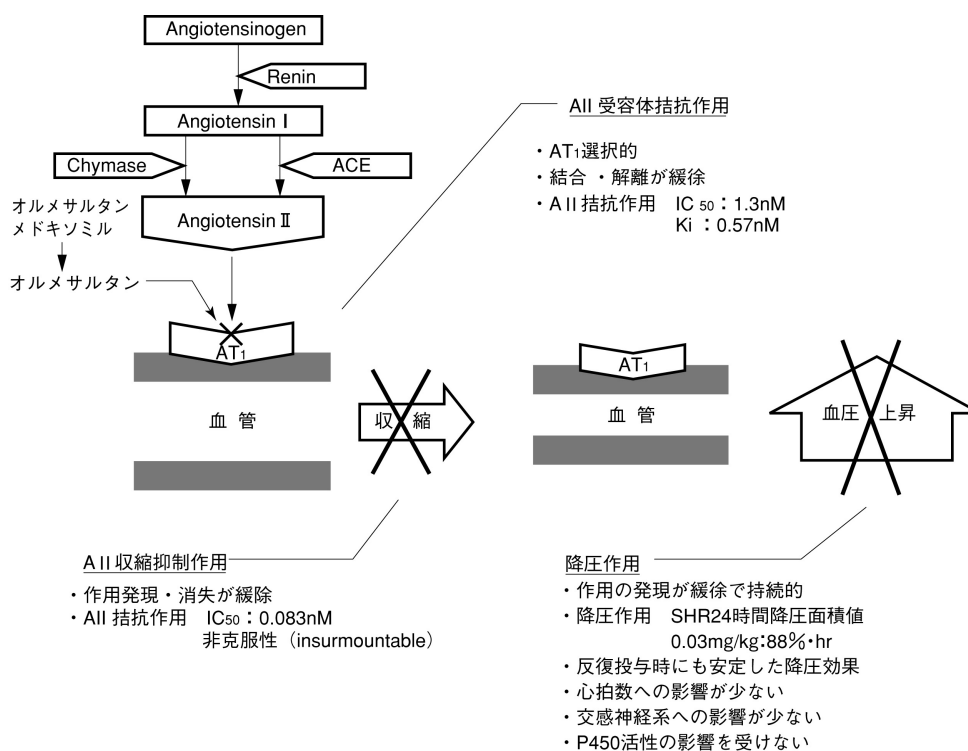 Angiotensinogen
Renin
Angiotensin Ⅰ
Chymase
ACE
Angiotensin Ⅱ
オルメサルタン
メドキソミル
オルメサルタン
AT₁
血 管
収 縮
AT₁
血 管
血圧 上昇
AII 受容体拮抗作用
・AT₁選択的
・結合・解離が緩徐
・A II 拮抗作用 IC ₅₀：1.3nM
Ki ：0.57nM
A II 収縮抑制作用
・作用発現・消失が緩除
・AII 拮抗作用 IC₅₀：0.083nM
非克服性（insurmountable）
降圧作用
・作用の発現が緩徐で持続的
・降圧作用 SHR24時間降圧面積値
0.03mg/kg:88%・hr
・反復投与時にも安定した降圧効果
・心拍数への影響が少ない
・交感神経系への影響が少ない
・P450活性の影響を受けない